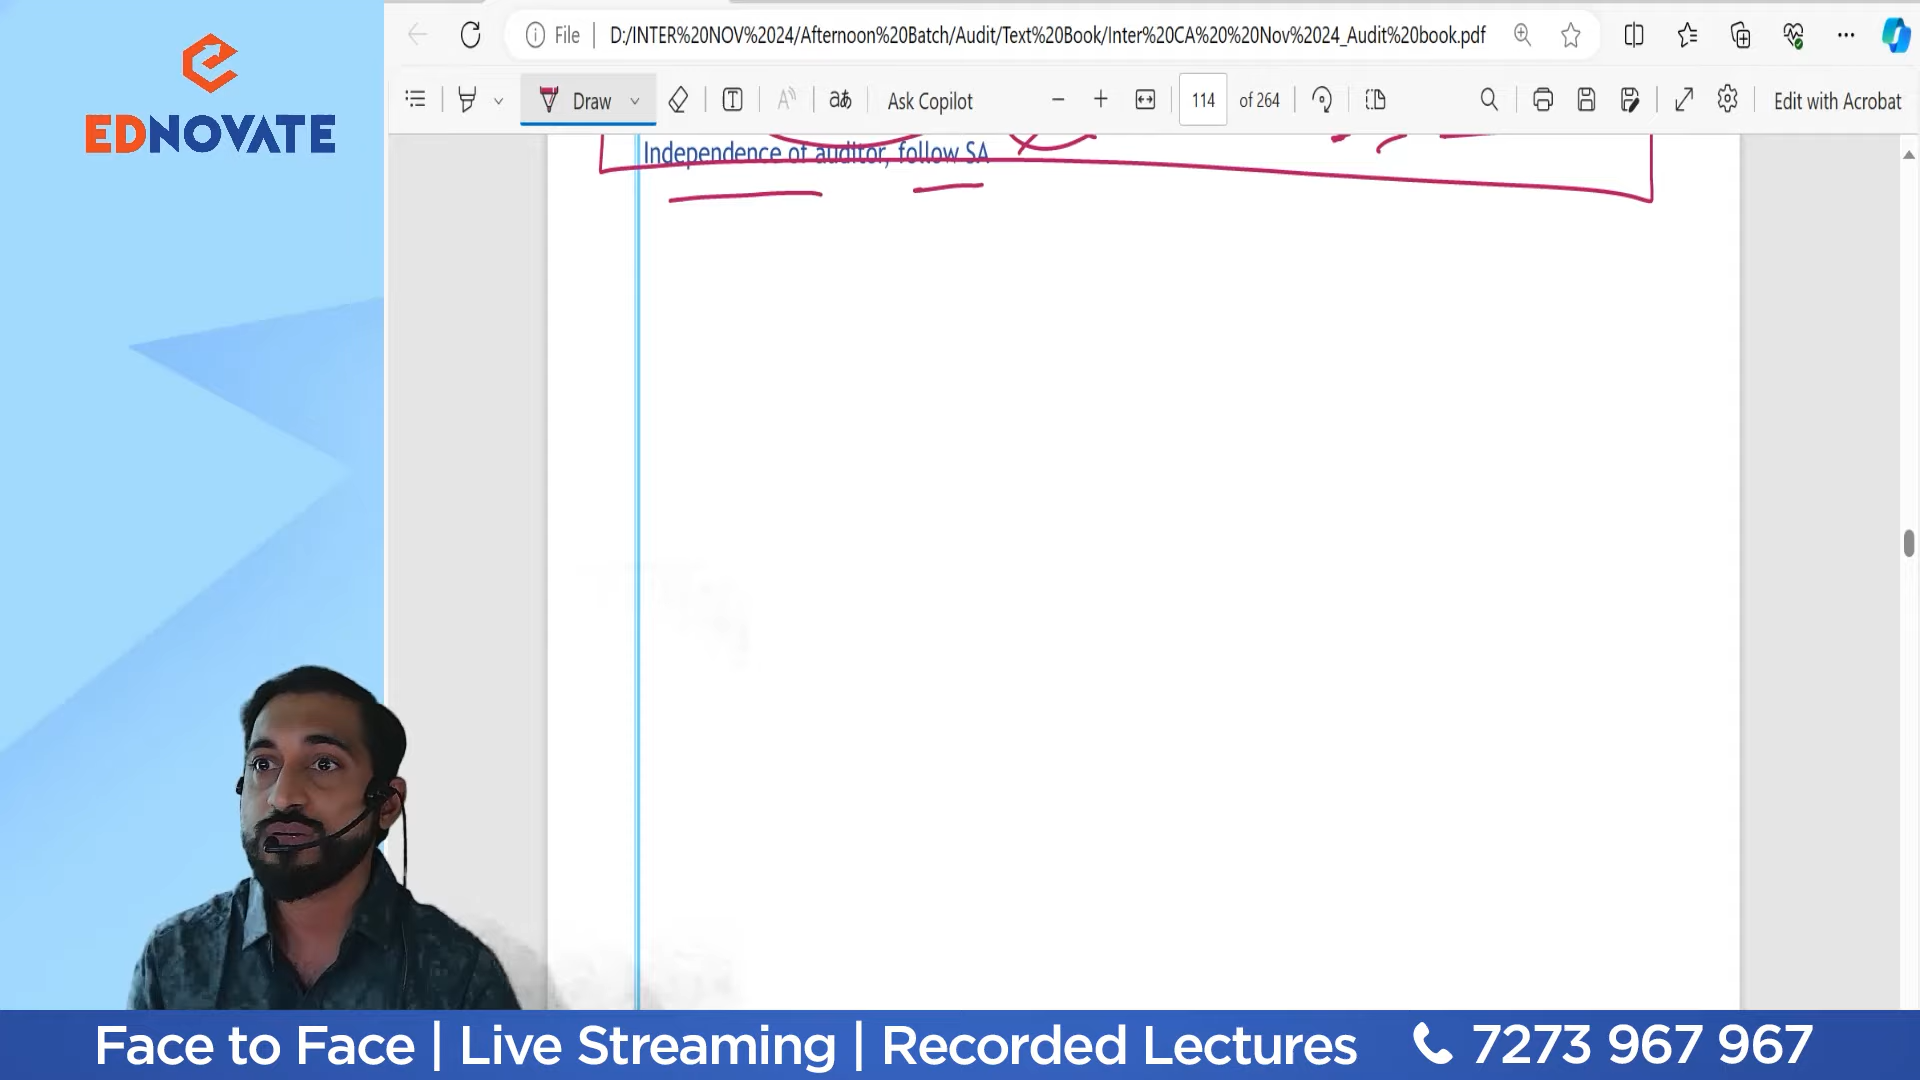 EDNOVATE
File
D:/INTER%20NOV%2024/Afternoon%20Batch/Audit/Text%20Book/Inter%20CA%20%20Nov%2024_Audit%20book.pdf
Draw
Ask Copilot
114
of 264
Edit with Acrobat
Independence of auditor, follow SA
Face to Face | Live Streaming | Recorded Lectures 7273 967 967